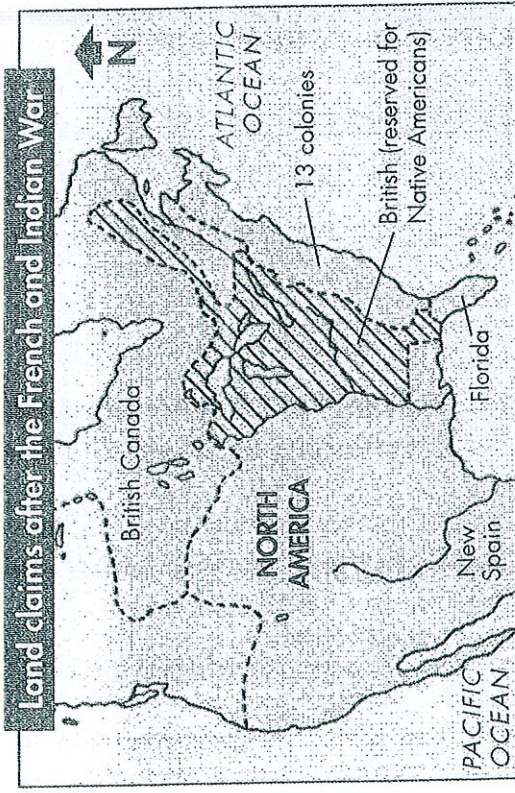 Land claims after the French and Indian War
N
British Canada
ATLANTIC
OCEAN
13 colonies
NORTH
AMERICA
British (reserved for
Native Americans)
New
Spain
Florida
PACIFIC
OCEAN